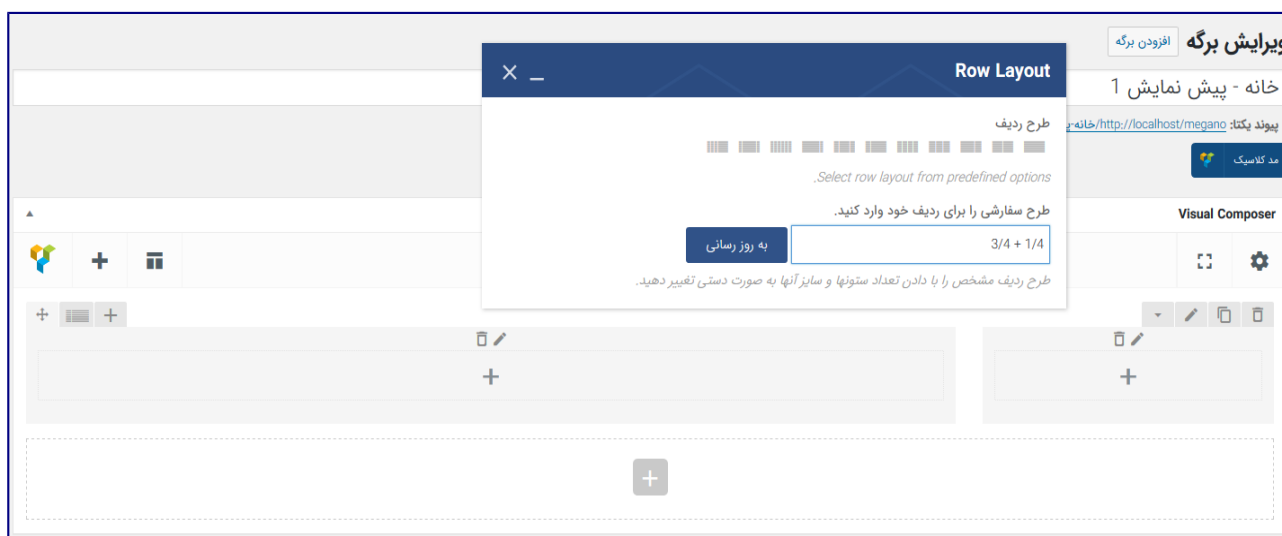 ویرایش برگه افزودن برگه
خانه - پیش نمایش 1
پیوند یکتا: http://localhost/megano/خانه-پ
مد کلاسیک
Visual Composer
Row Layout
طرح ردیف
Select row layout from predefined options.
طرح سفارشی را برای ردیف خود وارد کنید.
3/4 + 1/4 به روز رسانی
طرح ردیف مشخص را با دادن تعداد ستونها و سایز آنها به صورت دستی تغییر دهید.